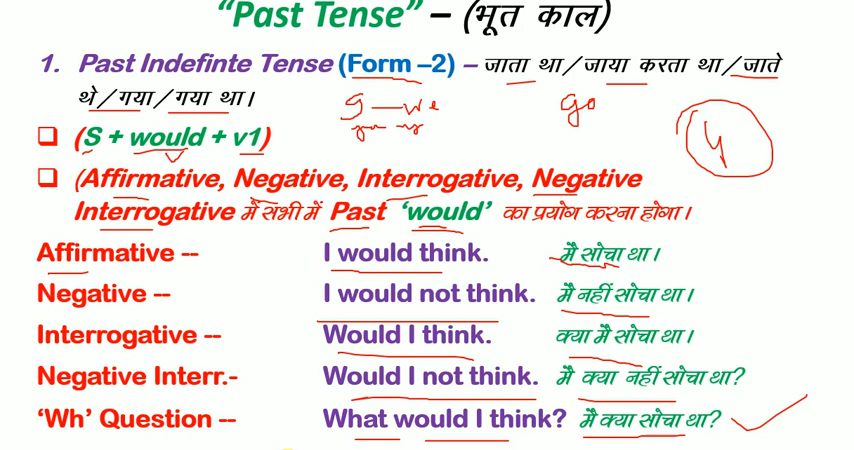 “Past Tense” – (भूत काल)
1. Past Indefinte Tense (Form –2) – जाता था/जाया करता था/जाते
थे/गया/गया था।
go
(S + would + v1)
4
(Affirmative, Negative, Interrogative, Negative
Interrogative में सभी में Past ‘would’ का प्रयोग करना होगा।
Affirmative -- I would think. मै सोचा था।
Negative -- I would not think. मै नहीं सोचा था।
Interrogative -- Would I think. क्या मै सोचा था।
Negative Interr.- Would I not think. मै क्या नहीं सोचा था?
‘Wh’ Question -- What would I think? मै क्या सोचा था?